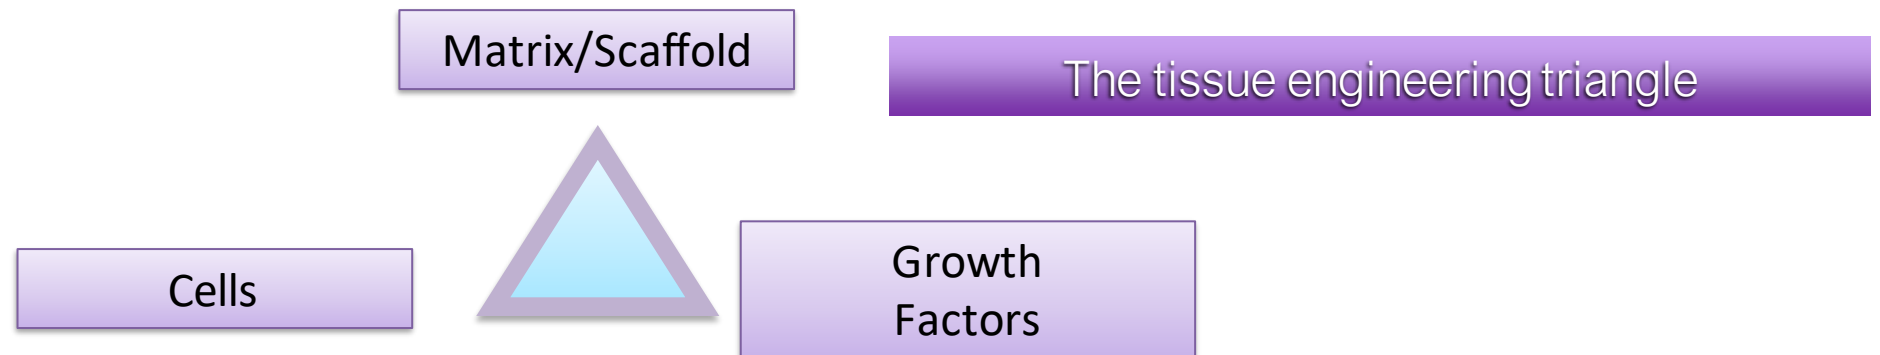 Matrix/Scaffold
The tissue engineering triangle
Cells
Growth
Factors